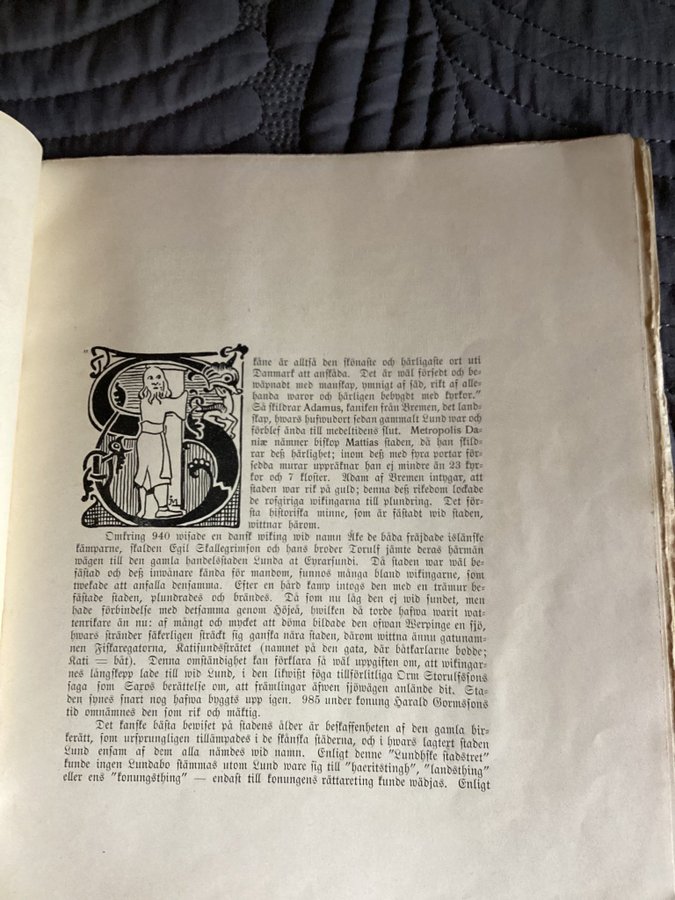 "Skåne är alltså den skönaste och härligaste ort uti
Danmark att anskåda. Det är wäl försedt och be=
wäpnadt med manskap, ymnigt af säd, rikt af alle=
handa waror och härligen bebygdt med kyrkor."
Så skildrar Adamus, kaniken från Bremen, det land=
skap, hwars hufwudort sedan gammalt Lund war och
förblef ända till medeltidens slut. Metropolis Da=
niæ nämner biskop Mattias staden, då han skild=
rar deß härlighet; inom deß med fyra portar för=
sedda murar uppräknar han ej mindre än 23 kyr=
kor och 7 kloster. Adam af Bremen intygar, att
staden war rik på guld; denna deß rikedom lockade
de rofgiriga wikingarna till plundring. Det för=
sta historiska minne, som är fästadt wid staden,
wittnar härom.
Omkring 940 wisade en dansk wiking wid namn Åke de båda fräjdade islänske
kämparne, skalden Egil Skallegrimson och hans broder Torulf jämte deras härmän
wägen till den gamla handelsstaden Lunda at Eyrarsundi. Då staden war wäl be=
fästad och deß inwånare kända för mandom, funnos många bland wikingarne, som
twekade att anfalla densamma. Efter en hård kamp intogs den med en trämur be=
fästade staden, plundrades och brändes. Då som nu låg den ej wid sundet, men
hade förbindelse med detsamma genom Höjeå, hwilken då torde hafwa warit wat=
tenrikare än nu: af mångt och mycket att döma bildade den ofwan Werpinge en sjö,
hwars stränder säkerligen sträckt sig ganska nära staden, därom wittna ännu gatunam=
nen Fiskaregatorna, Katisundsträtet (namnet på den gata, där båtkarlarne bodde;
Kati = båt). Denna omständighet kan förklara så wäl uppgiften om, att wikingar=
nes långskepp lade till wid Lund, i den likwißt föga tillförlitliga Orm Storulfßons
saga som Saxos berättelse om, att främlingar äfwen sjöwägen anlände dit. Sta=
den synes snart nog hafwa byggts upp igen. 985 under konung Harald Gormsons
tid omnämnes den som rik och mäktig.
Det kanske bästa bewiset på stadens ålder är beskaffenheten af den gamla bir=
kerätt, som ursprungligen tillämpades i de skånska städerna, och i hwars lagtext staden
Lund ensam af dem alla nämdes wid namn. Enligt denne "Lundhske stadsret"
kunde ingen Lundabo stämmas utom Lund ware sig till "haeritstingh", "landsthing"
eller ens "konungsthing" — endast till konungens rättareting kunde wädjas. Enligt